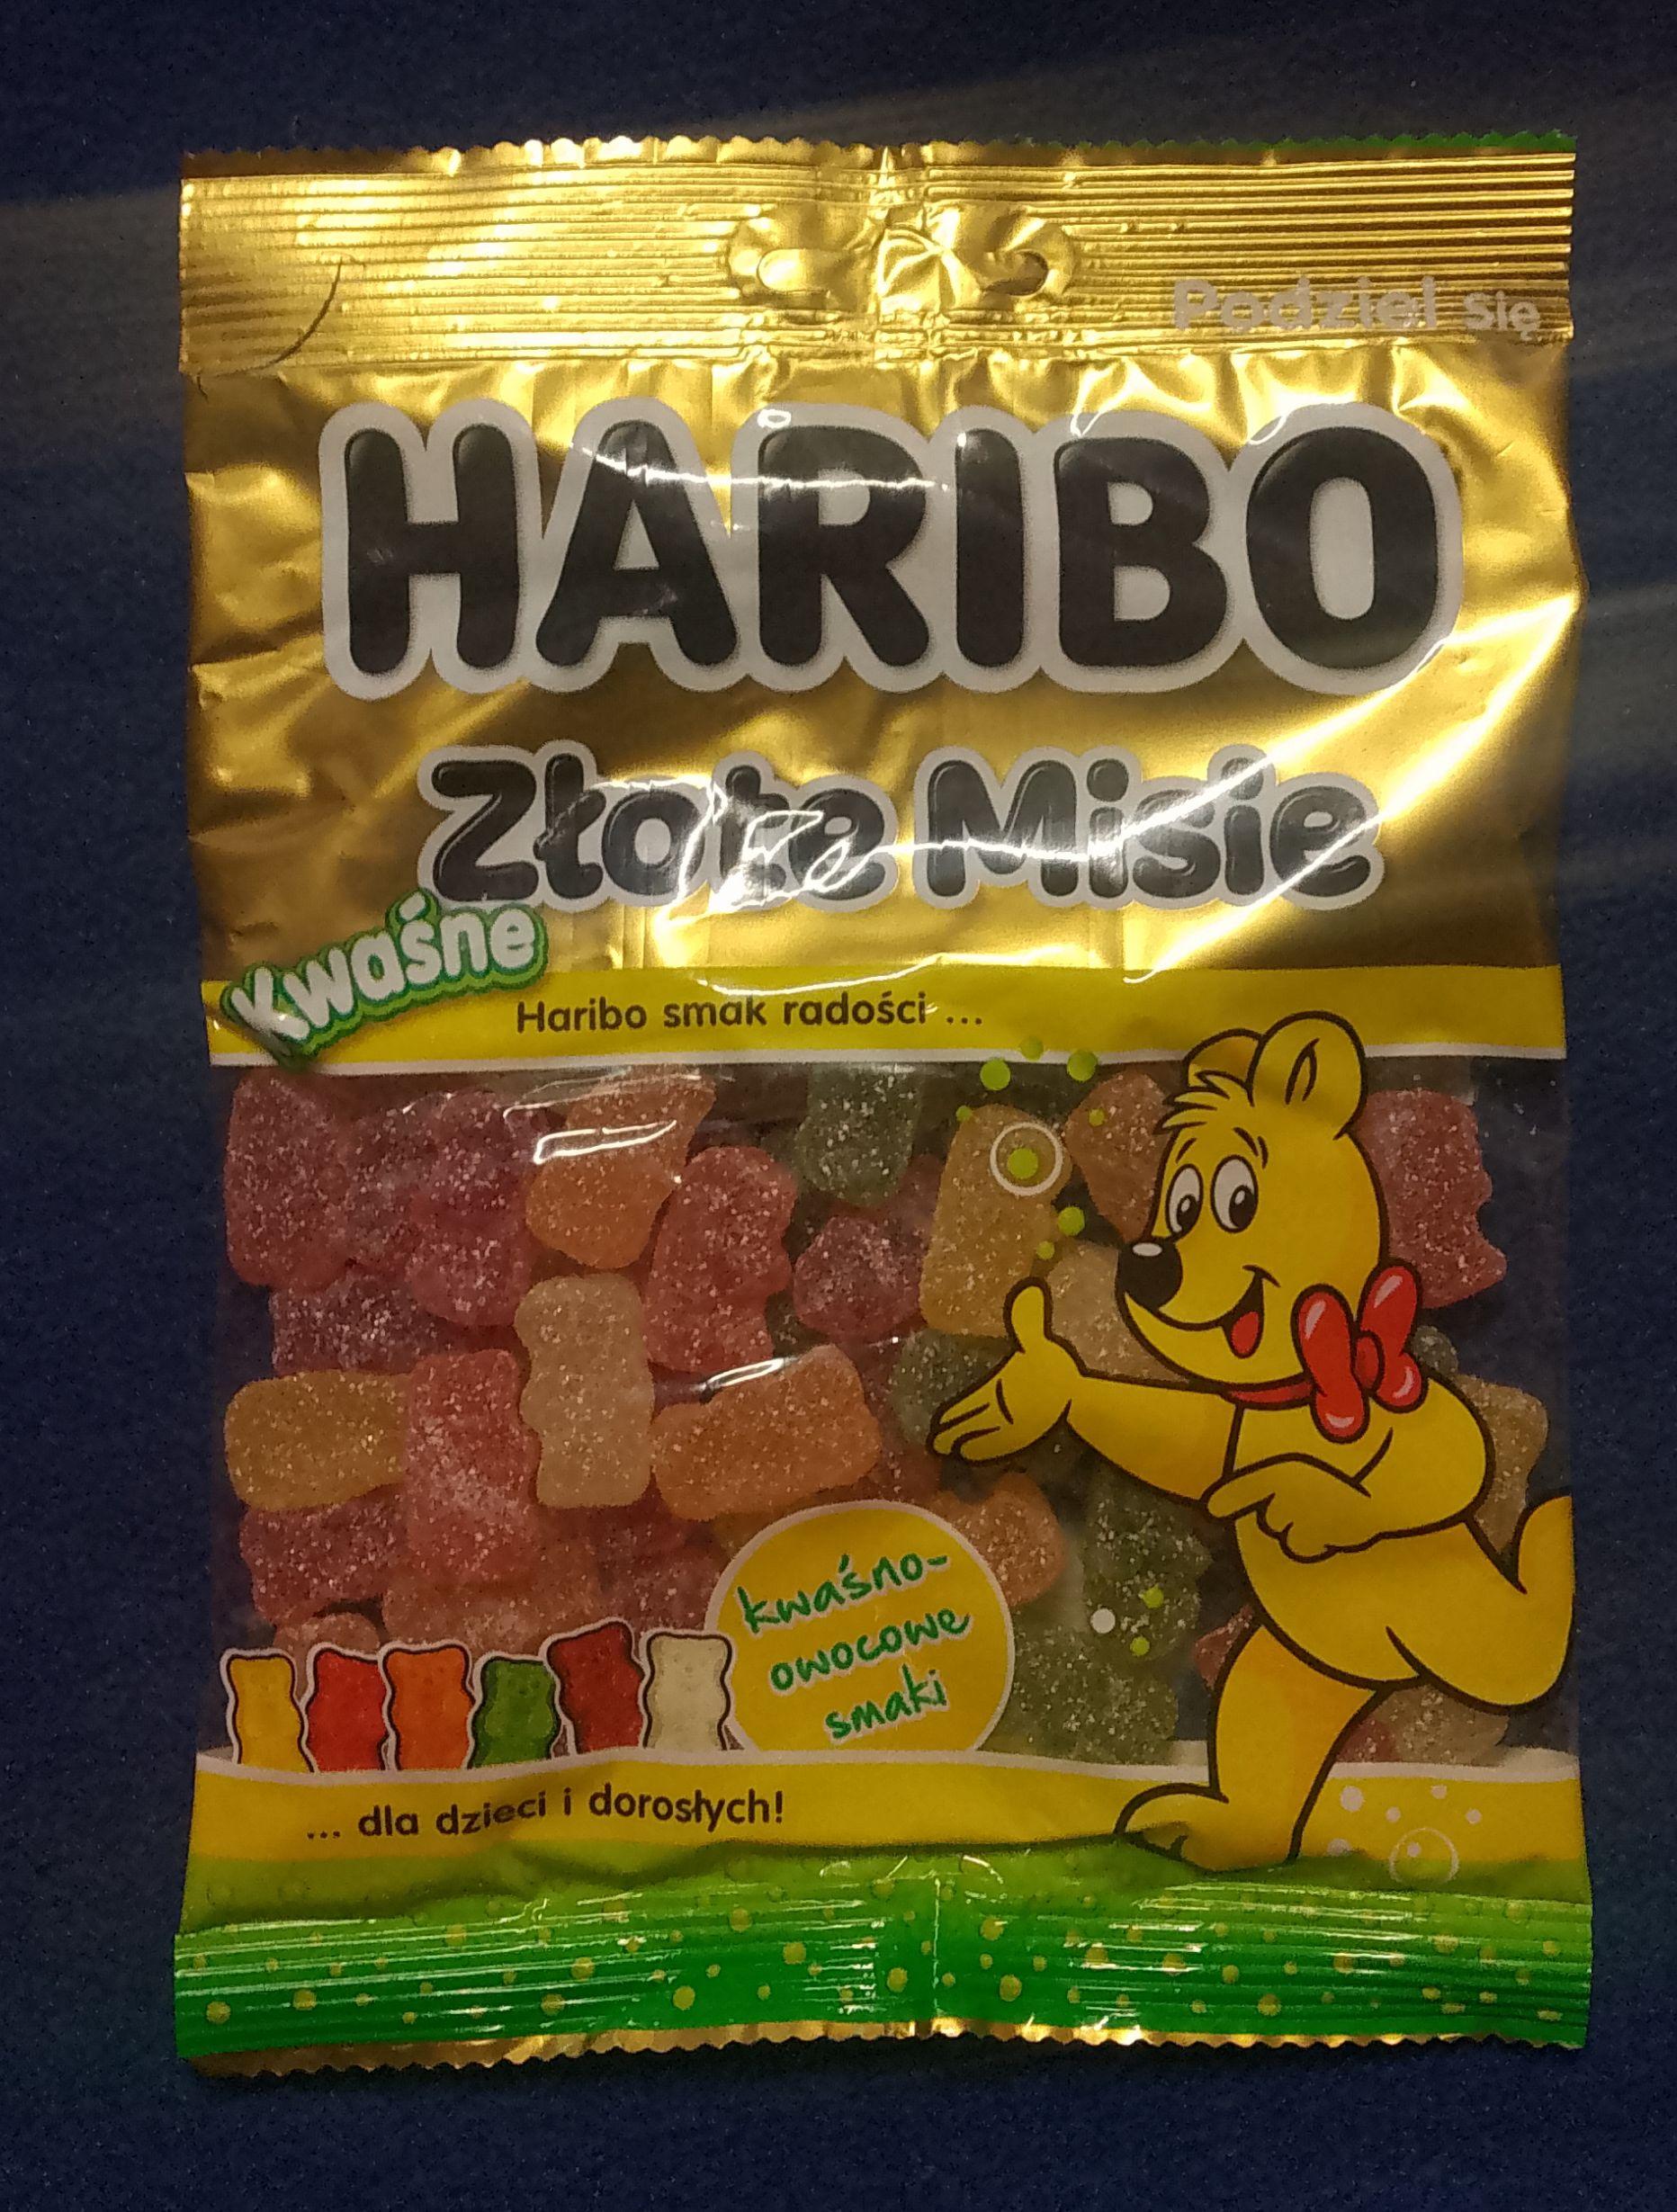 Podziel się
HARIBO
Złote Misie
Kwaśne
Haribo smak radości ...
kwaśno-
owocowe
smaki
... dla dzieci i dorosłych!